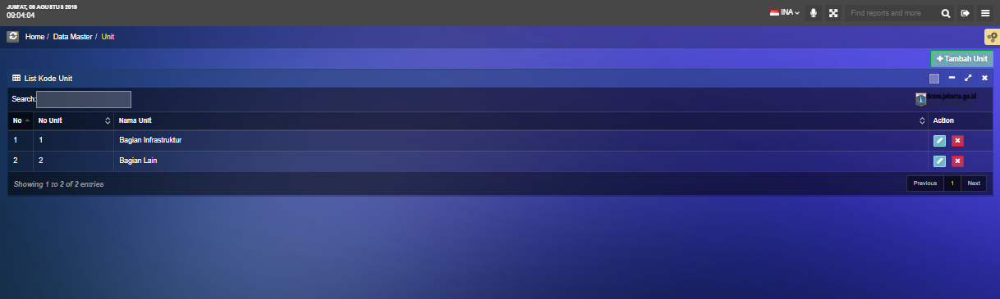 JUM'AT, 09 AGUSTUS 2019
09:04:04
INA
Find reports and more
Home / Data Master / Unit
+ Tambah Unit
List Kode Unit
Search:
jakarta.go.id
No No Unit Nama Unit Action
1 1 Bagian Infrastruktur
2 2 Bagian Lain
Showing 1 to 2 of 2 entries
Previous 1 Next